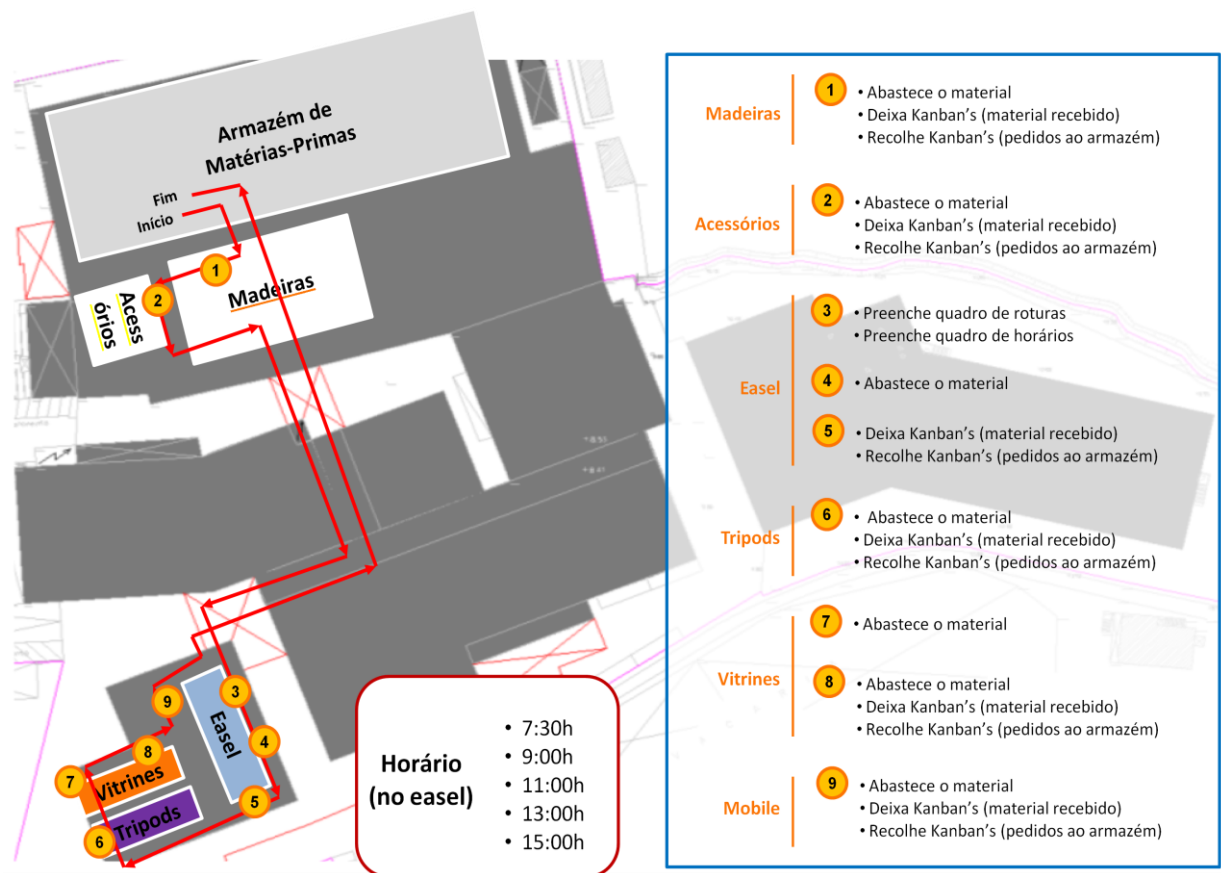 Armazém de
Matérias-Primas
Fim
Início
1
Madeiras
2
Acess
órios
3
Easel
4
5
9
8
7
Vitrines
Tripods
6
Horário
(no easel)
• 7:30h
• 9:00h
• 11:00h
• 13:00h
• 15:00h
Madeiras
1
• Abastece o material
• Deixa Kanban's (material recebido)
• Recolhe Kanban's (pedidos ao armazém)
Acessórios
2
• Abastece o material
• Deixa Kanban's (material recebido)
• Recolhe Kanban's (pedidos ao armazém)
Easel
3
• Preenche quadro de roturas
• Preenche quadro de horários
4
• Abastece o material
5
• Deixa Kanban's (material recebido)
• Recolhe Kanban's (pedidos ao armazém)
Tripods
6
• Abastece o material
• Deixa Kanban's (material recebido)
• Recolhe Kanban's (pedidos ao armazém)
Vitrines
7
• Abastece o material
8
• Abastece o material
• Deixa Kanban's (material recebido)
• Recolhe Kanban's (pedidos ao armazém)
Mobile
9
• Abastece o material
• Deixa Kanban's (material recebido)
• Recolhe Kanban's (pedidos ao armazém)